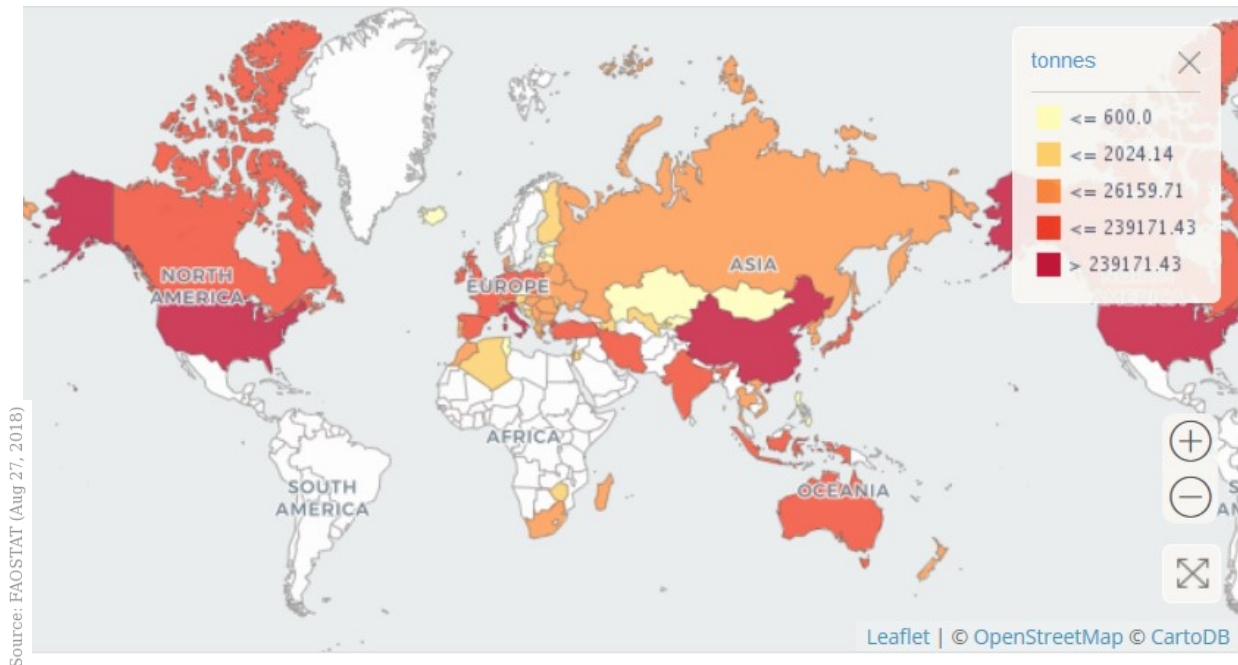 tonnes
<= 600.0
<= 2024.14
<= 26159.71
<= 239171.43
> 239171.43
NORTH
AMERICA
EUROPE
ASIA
AFRICA
SOUTH
AMERICA
OCEANIA
S
AM
Source: FAOSTAT (Aug 27, 2018)
Leaflet | © OpenStreetMap © CartoDB